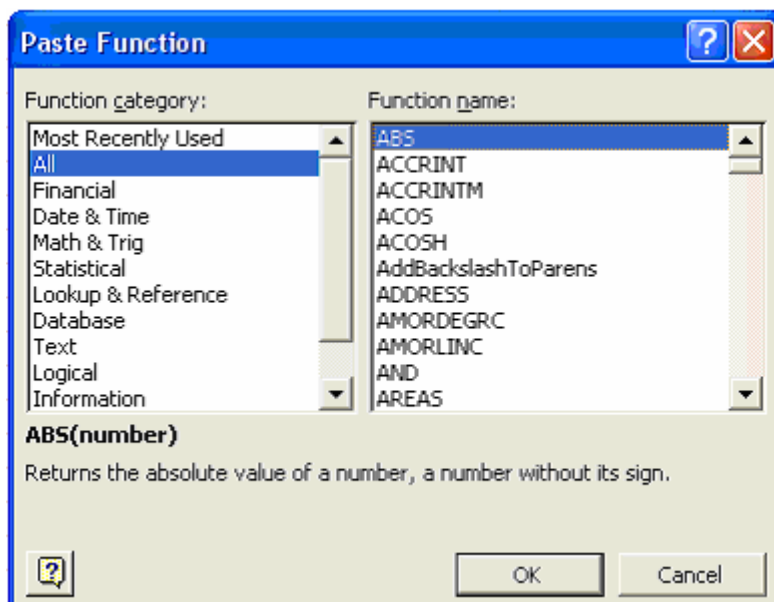 Paste Function
Function category:
Most Recently Used
All
Financial
Date & Time
Math & Trig
Statistical
Lookup & Reference
Database
Text
Logical
Information
Function name:
ABS
ACCRINT
ACCRINTM
ACOS
ACOSH
AddBackslashToParens
ADDRESS
AMORDEGRC
AMORLINC
AND
AREAS
ABS(number)
Returns the absolute value of a number, a number without its sign.
OK
Cancel